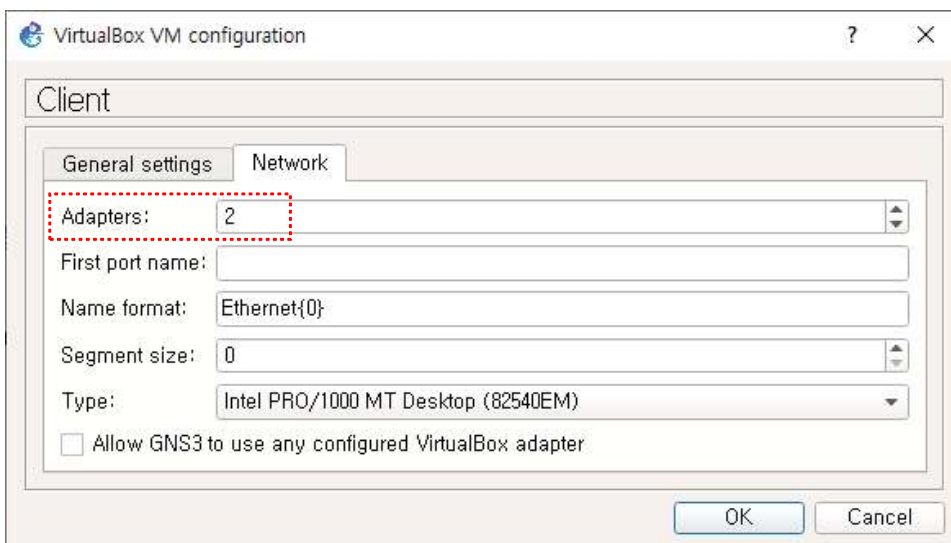 VirtualBox VM configuration ? ×
Client
General settings Network
Adapters: 2
First port name:
Name format: Ethernet{0}
Segment size: 0
Type: Intel PRO/1000 MT Desktop (82540EM)
Allow GNS3 to use any configured VirtualBox adapter
OK Cancel